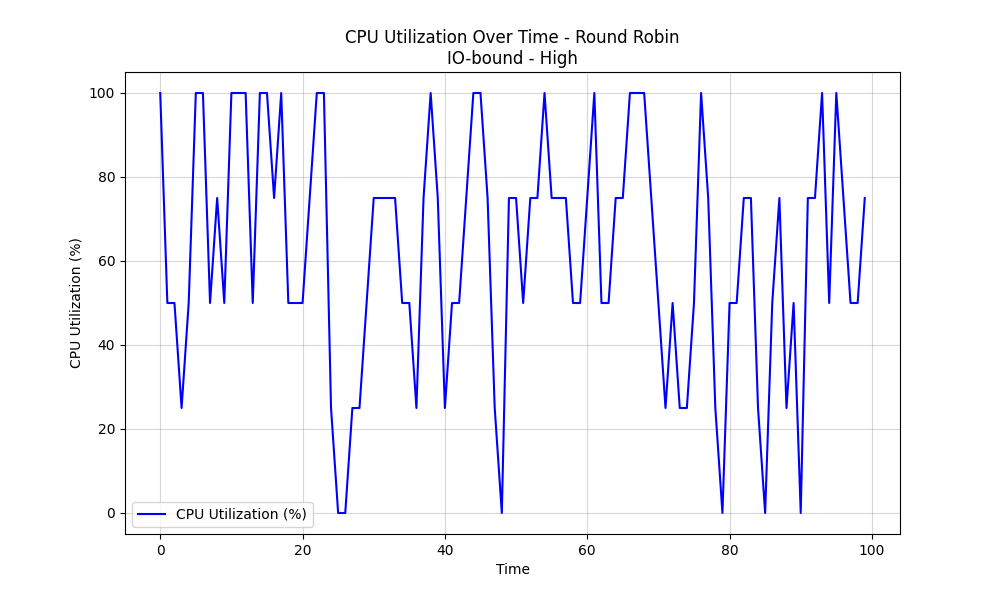 CPU Utilization Over Time - Round Robin
IO-bound - High
CPU Utilization (%)
100
80
60
40
20
0
CPU Utilization (%)
0 20 40 60 80 100
Time